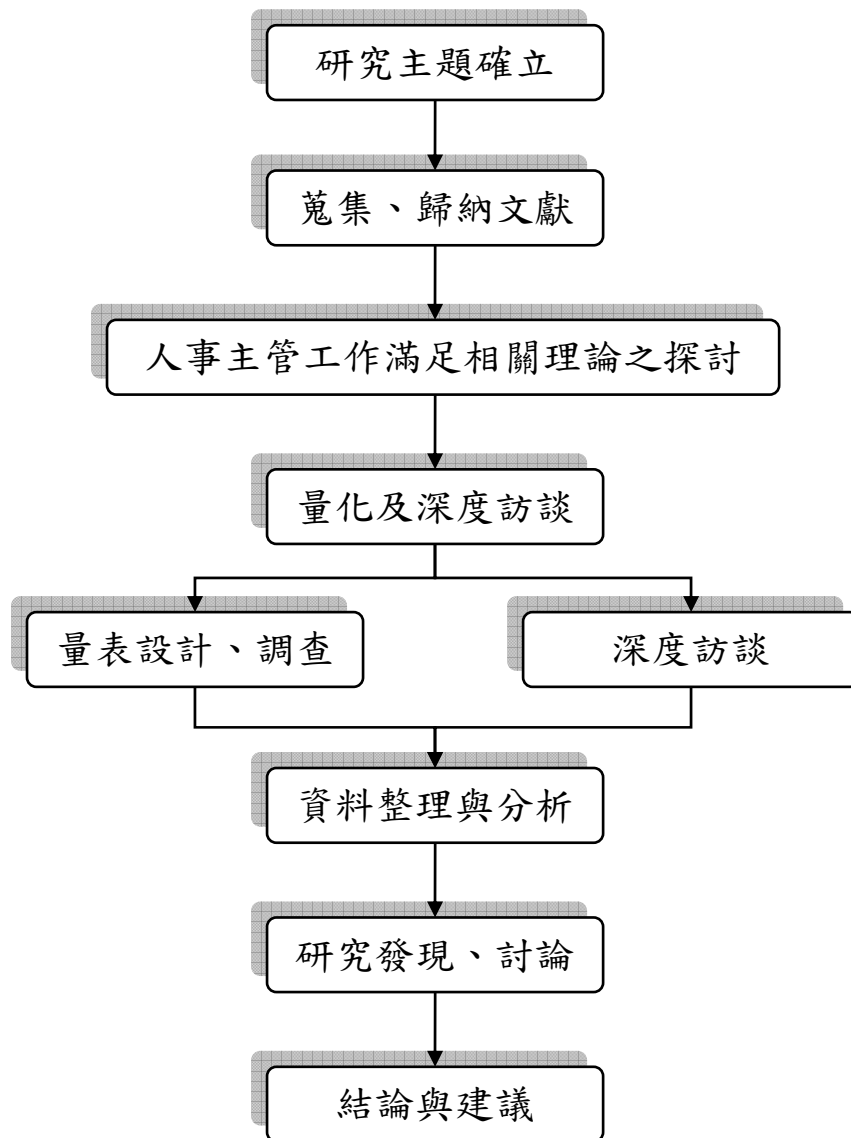 研究主題確立
蒐集、歸納文獻
人事主管工作滿足相關理論之探討
量化及深度訪談
量表設計、調查
深度訪談
資料整理與分析
研究發現、討論
結論與建議